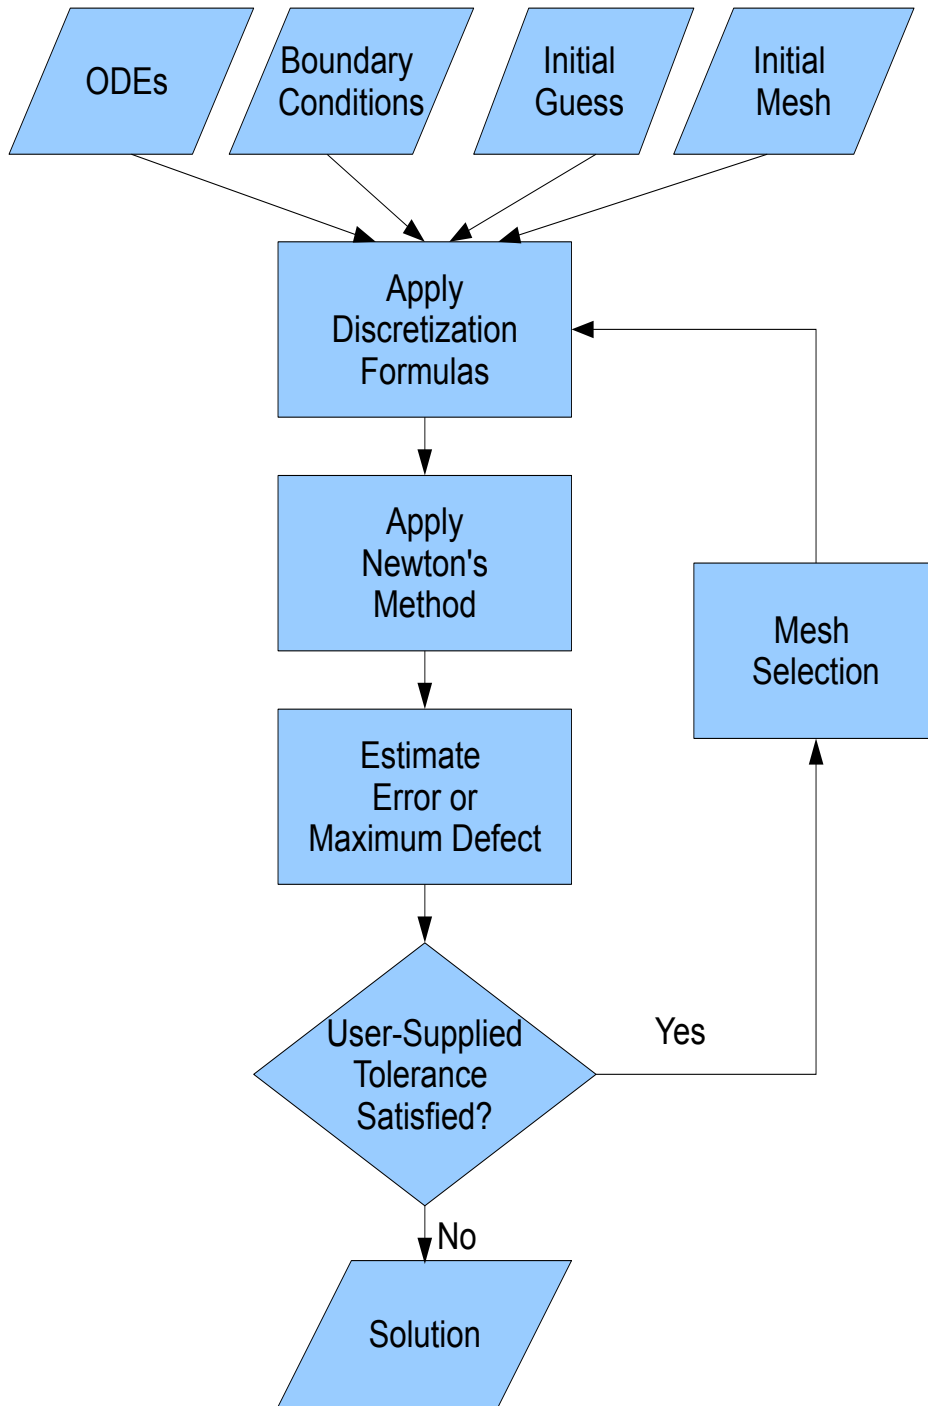 ODEs
Boundary
Conditions
Initial
Guess
Initial
Mesh
Apply
Discretization
Formulas
Apply
Newton's
Method
Mesh
Selection
Estimate
Error or
Maximum Defect
User-Supplied
Tolerance
Satisfied?
Yes
No
Solution